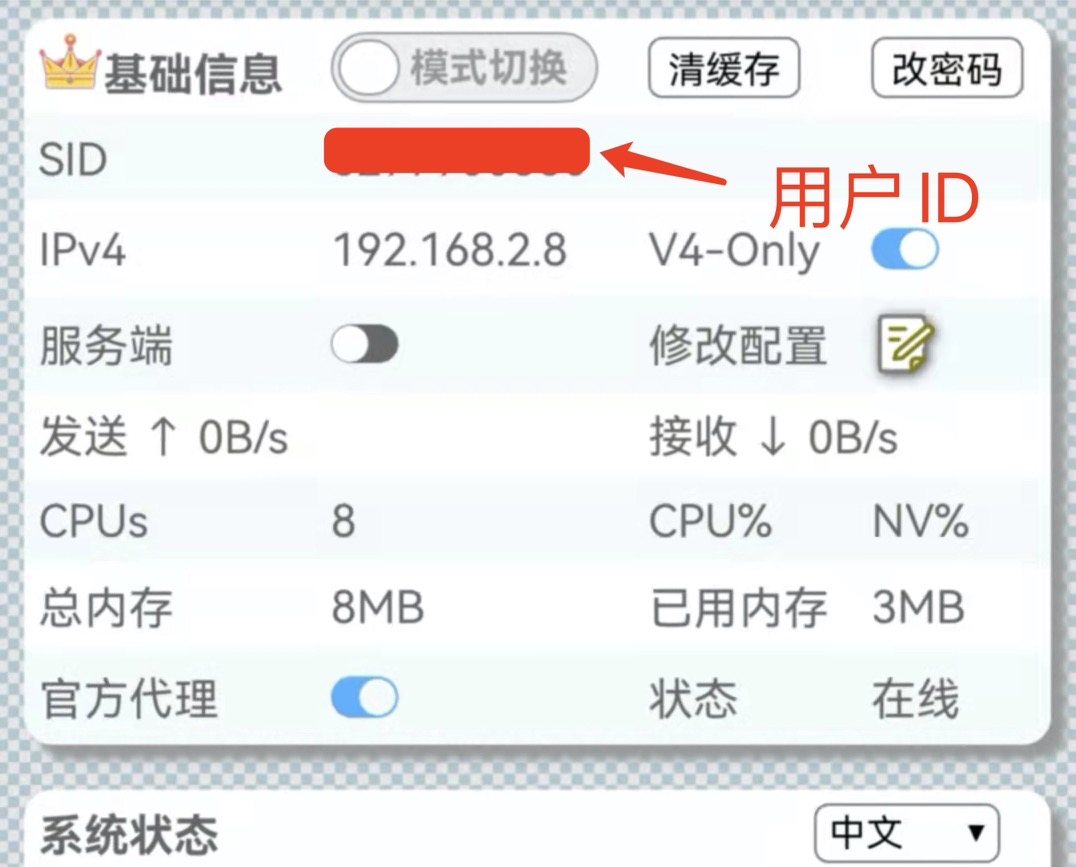 基础信息 模式切换 清缓存 改密码
SID
用户 ID
IPv4 192.168.2.8 V4-Only
服务端 修改配置
发送 ↑ 0B/s 接收 ↓ 0B/s
CPUs 8 CPU% NV%
总内存 8MB 已用内存 3MB
官方代理 状态 在线
系统状态 中文 ▼